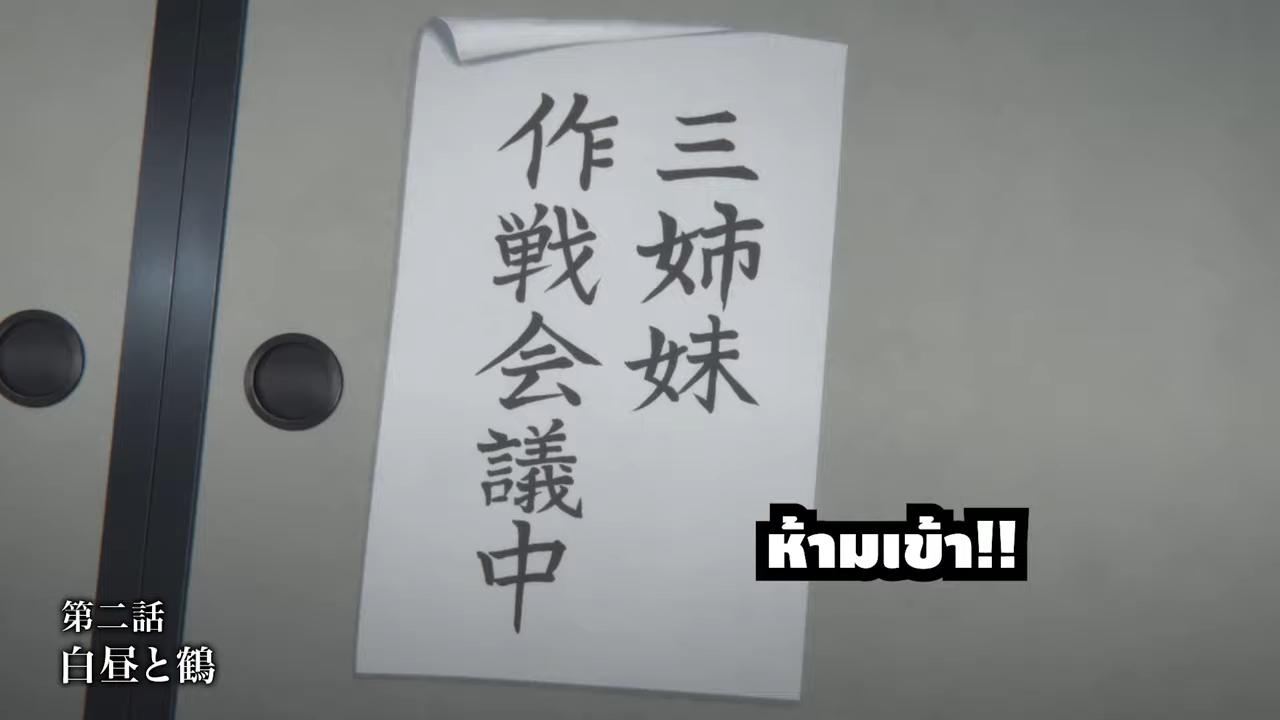 三姉妹
作戦会議中
ห้ามเข้า!!
第二話
白昼と鶴